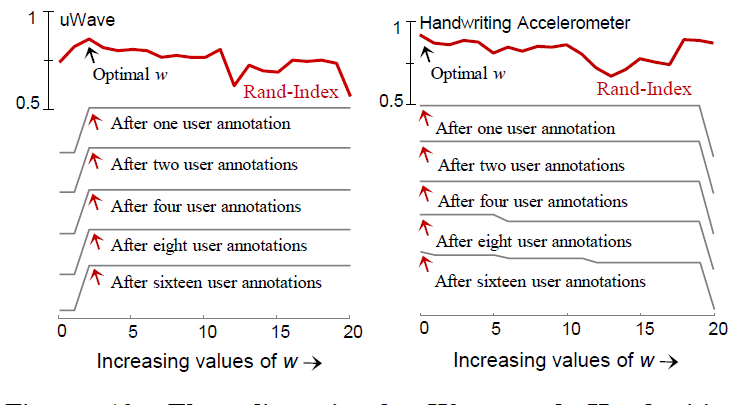 1
uWave
Optimal w
0.5
Rand-Index
After one user annotation
After two user annotations
After four user annotations
After eight user annotations
After sixteen user annotations
0
5
10
15
20
Increasing values of w →
1
Handwriting Accelerometer
Optimal w
0.5
Rand-Index
After one user annotation
After two user annotations
After four user annotations
After eight user annotations
After sixteen user annotations
0
5
10
15
20
Increasing values of w →